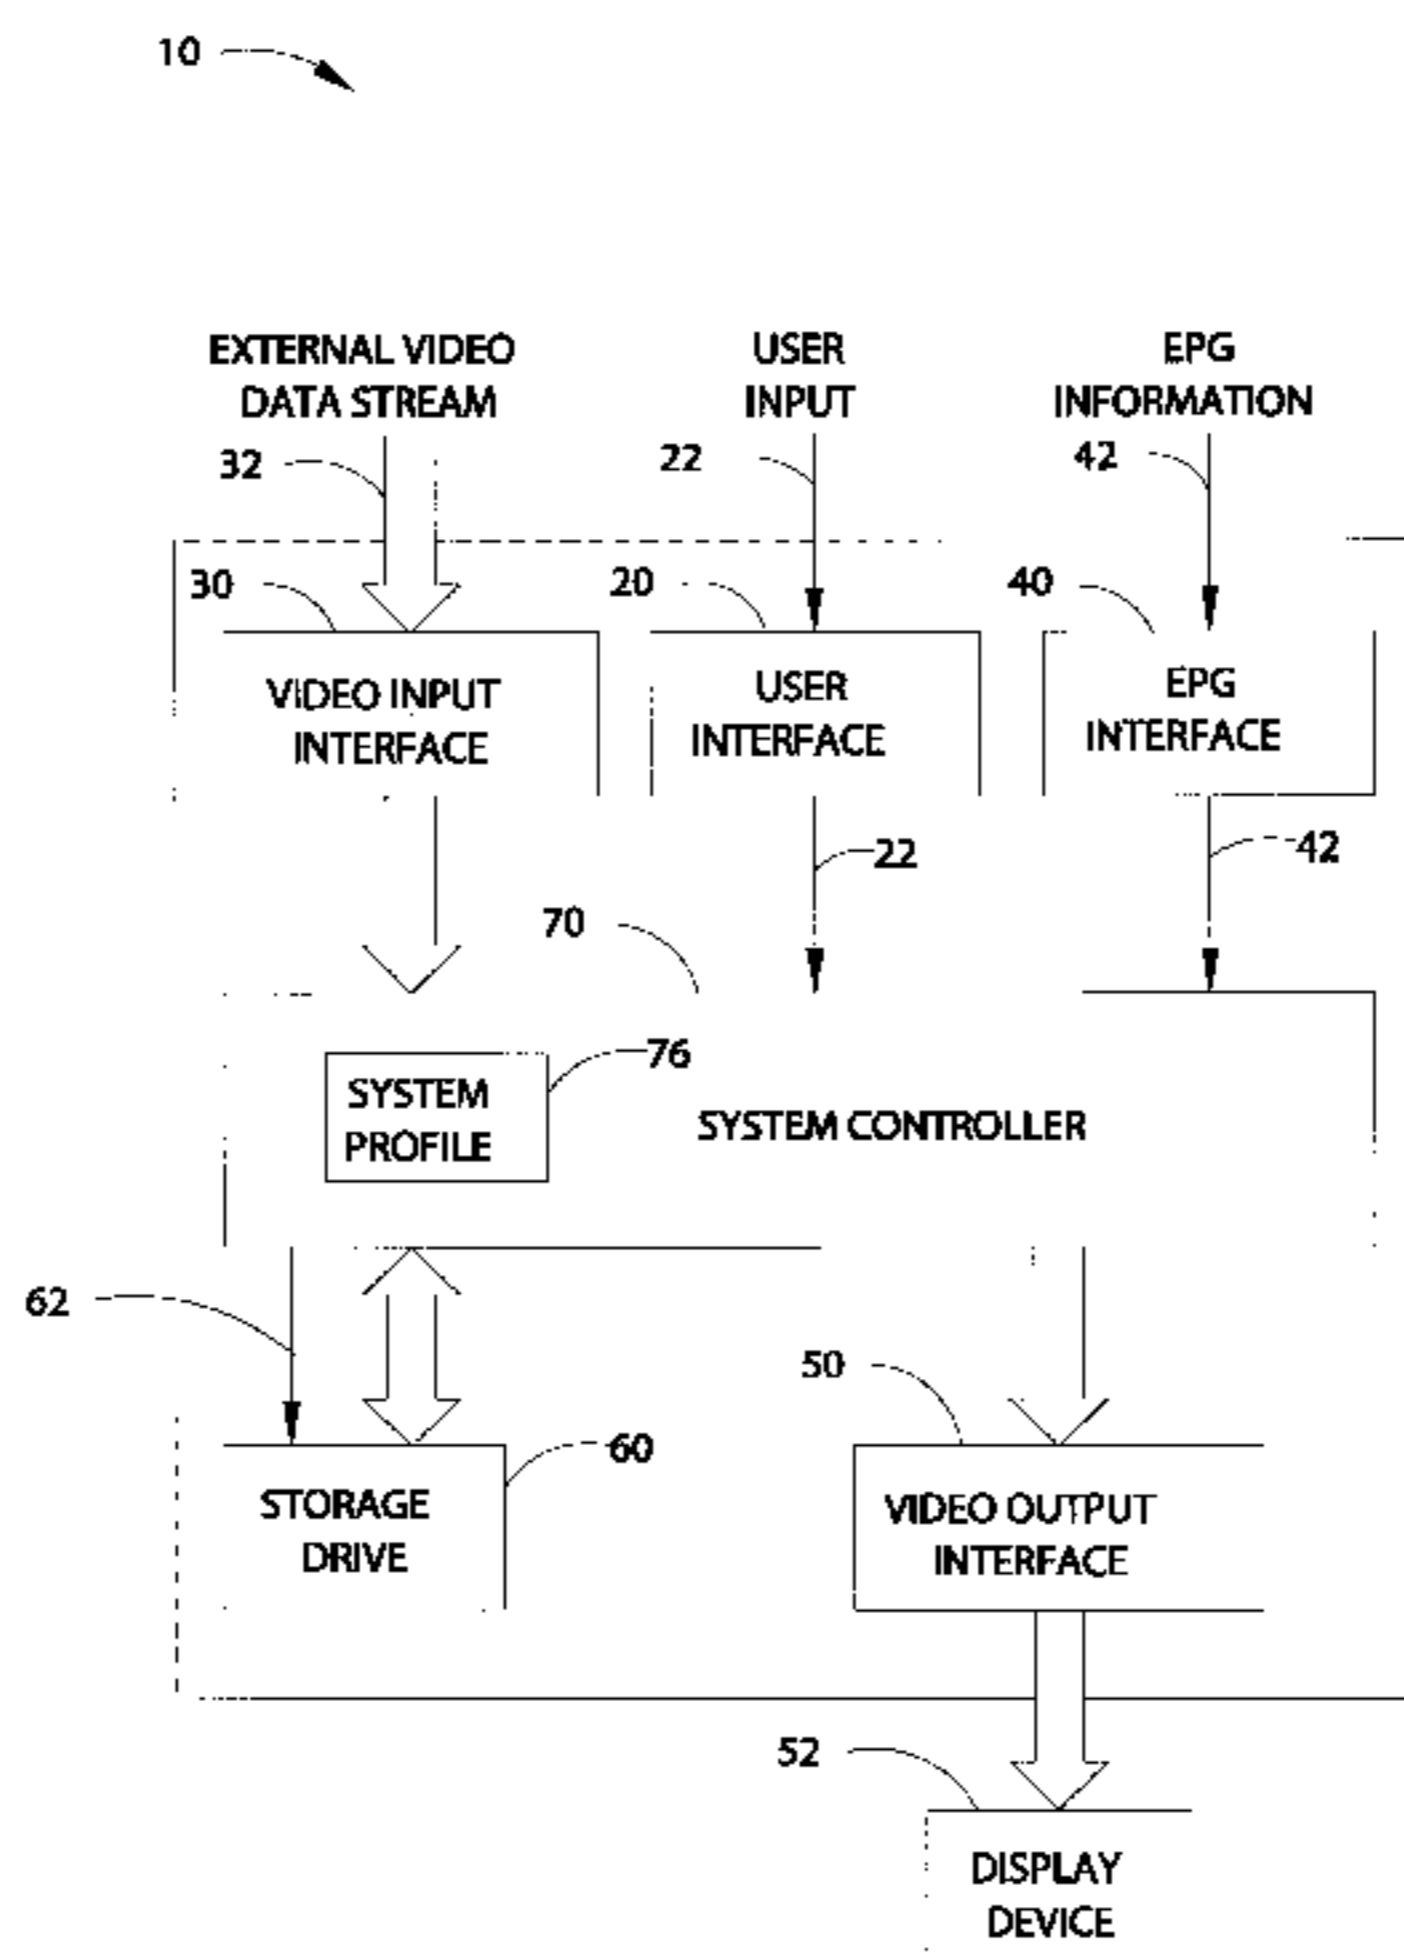 10
EXTERNAL VIDEO
DATA STREAM
USER
INPUT
EPG
INFORMATION
32
22
42
30
20
40
VIDEO INPUT
INTERFACE
USER
INTERFACE
EPG
INTERFACE
22
42
70
76
SYSTEM
PROFILE
SYSTEM CONTROLLER
62
50
60
STORAGE
DRIVE
VIDEO OUTPUT
INTERFACE
52
DISPLAY
DEVICE